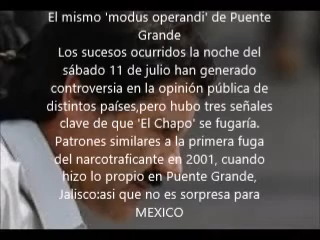 El mismo 'modus operandi' de Puente
Grande
Los sucesos ocurridos la noche del
sábado 11 de julio han generado
controversia en la opinión pública de
distintos países,pero hubo tres señales
clave de que 'El Chapo' se fugaría.
Patrones similares a la primera fuga
del narcotraficante en 2001, cuando
hizo lo propio en Puente Grande,
Jalisco:asi que no es sorpresa para
MEXICO